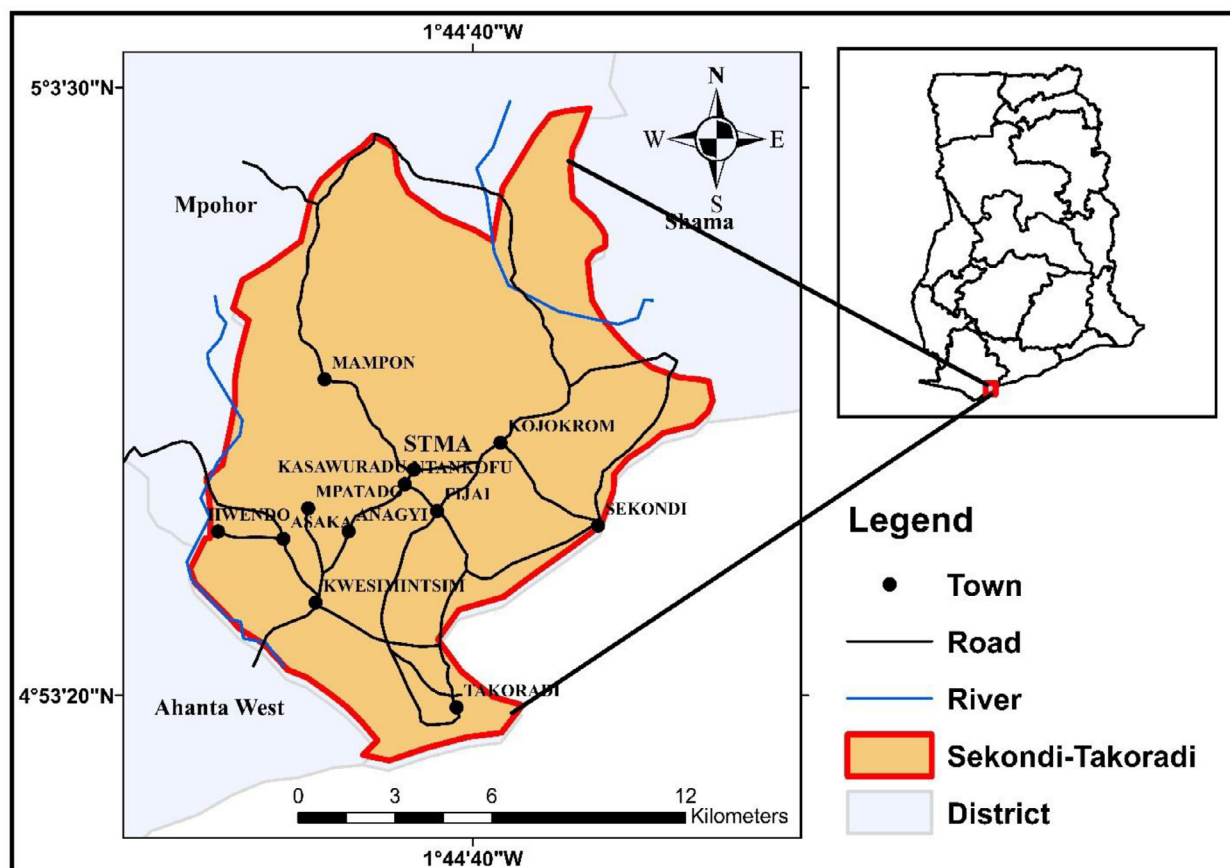 1°44'40"W
5°3'30"N
N
W
E
S
Mpohor
Shama
MAMPON
KOJOKROM
STMA
KASAWURADU
NTANKOFU
MPATADO
FIJAI
SEKONDI
ASAKA
ANAGYI
KWESIMINTSIM
4°53'20"N
TAKORADI
Ahanta West
0 3 6 12
Kilometers
1°44'40"W
Legend
Town
Road
River
Sekondi-Takoradi
District